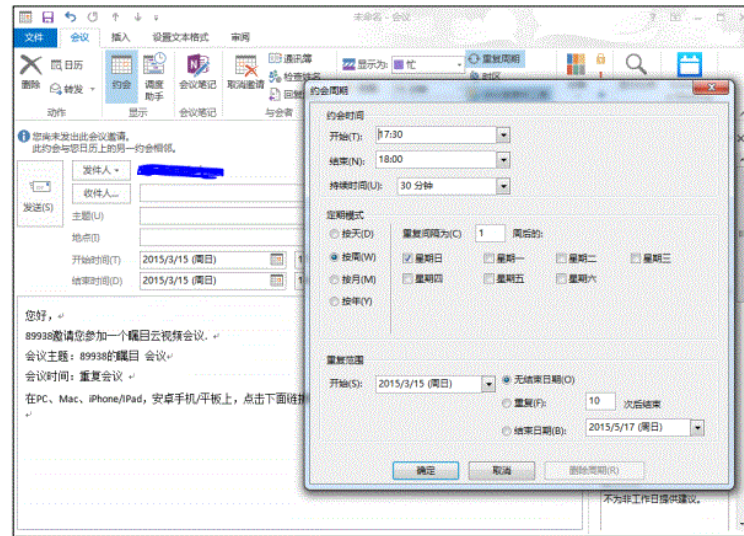 未命名 - 会议
文件 会议 插入 设置文本格式 审阅
删除 日历 转发 约会 调度助手 会议笔记 取消邀请 通讯簿 检查姓名 显示为: 忙 重复周期
时区
动作 显示 会议笔记 与会者
您尚未发出此会议邀请。
此约会与您日历上的另一约会相邻。
发送(S)
发件人
收件人...
主题(U)
地点(I)
开始时间(T) 2015/3/15 (周日)
结束时间(D) 2015/3/15 (周日)
您好,
89938邀请您参加一个瞩目云视频会议.
会议主题: 89938的瞩目 会议
会议时间: 重复会议
在PC、Mac、iPhone/IPad, 安卓手机/平板上, 点击下面链接
约会周期
约会时间
开始(T): 17:30
结束(N): 18:00
持续时间(U): 30 分钟
定期模式
按天(D) 重复间隔为(C) 1 周后的:
按周(W) 星期日 星期一 星期二 星期三
按月(M) 星期四 星期五 星期六
按年(Y)
重复范围
开始(S): 2015/3/15 (周日) 无结束日期(O)
重复(F): 10 次后结束
结束日期(B): 2015/5/17 (周日)
确定 取消 删除周期(R)
不为非工作日提供建议。